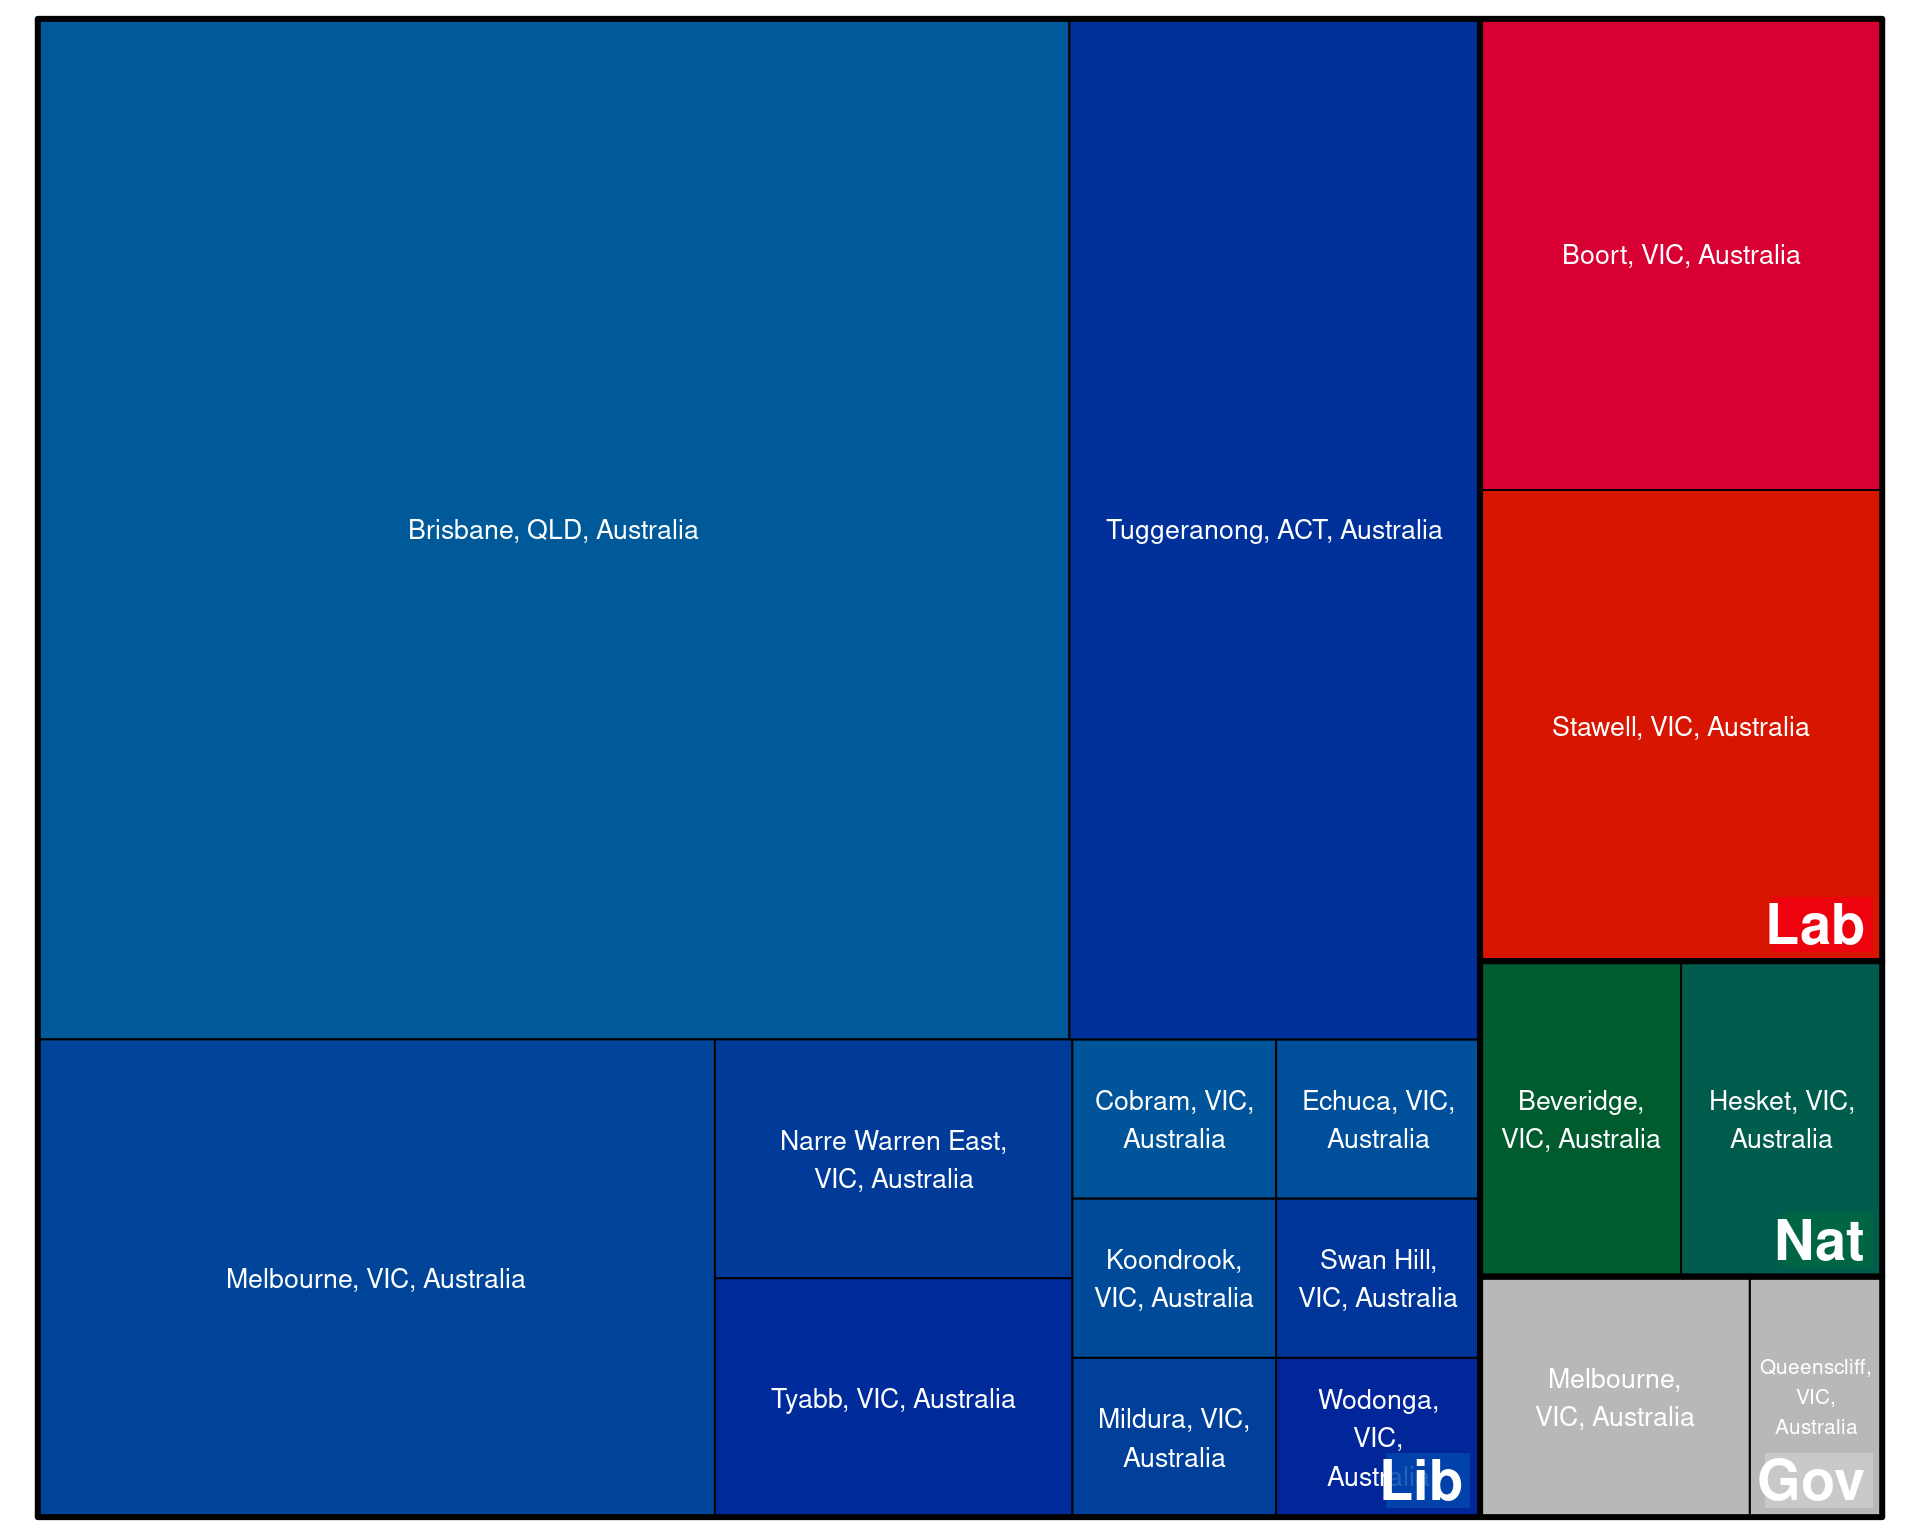 Brisbane, QLD, Australia
Tuggeranong, ACT, Australia
Melbourne, VIC, Australia
Narre Warren East,
VIC, Australia
Tyabb, VIC, Australia
Cobram, VIC,
Australia
Echuca, VIC,
Australia
Koondrook,
VIC, Australia
Swan Hill,
VIC, Australia
Mildura, VIC,
Australia
Wodonga,
VIC,
Australia
Lib
Boort, VIC, Australia
Stawell, VIC, Australia
Lab
Beveridge,
VIC, Australia
Hesket, VIC,
Australia
Nat
Melbourne,
VIC, Australia
Queenscliff,
VIC,
Australia
Gov